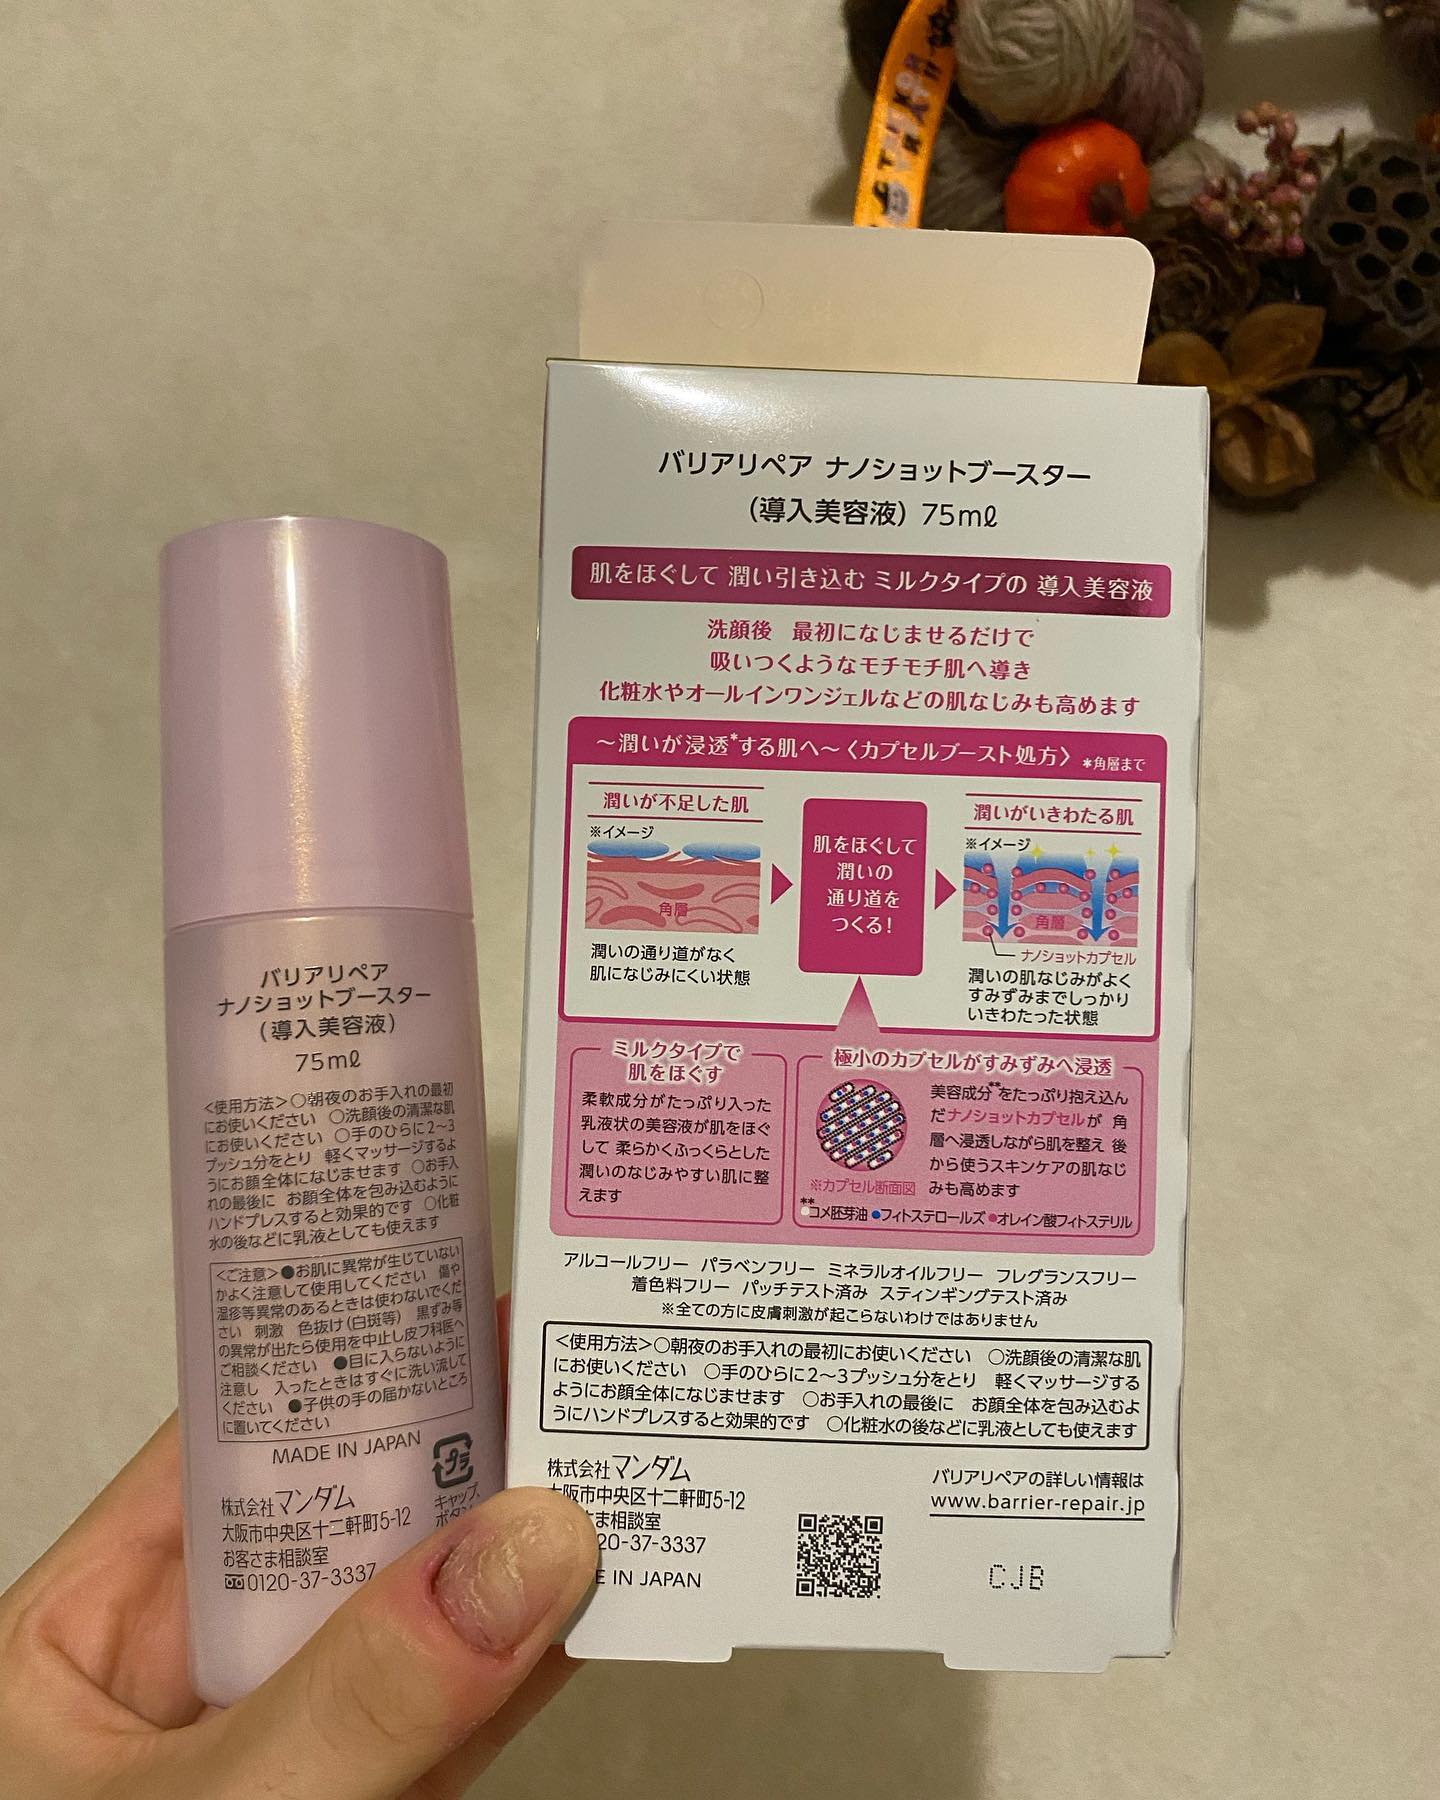 バリアリペア ナノショットブースター
(導入美容液) 75mℓ
肌をほぐして 潤い引き込む ミルクタイプの 導入美容液
洗顔後 最初になじませるだけで
吸いつくようなモチモチ肌へ導き
化粧水やオールインワンジェルなどの肌なじみも高めます
～潤いが浸透*する肌へ～〈カプセルブースト処方〉 *角層まで
潤いが不足した肌
※イメージ
角層
潤いの通り道がなく
肌になじみにくい状態
肌をほぐして
潤いの
通り道を
つくる!
潤いがいきわたる肌
※イメージ
角層
ナノショットカプセル
潤いの肌なじみがよく
すみずみまでしっかり
いきわたった状態
ミルクタイプで
肌をほぐす
柔軟成分がたっぷり入った
乳液状の美容液が肌をほぐ
して 柔らかくふっくらとした
潤いのなじみやすい肌に整
えます
極小のカプセルがすみずみへ浸透
美容成分**をたっぷり抱え込ん
だナノショットカプセルが 角
層へ浸透しながら肌を整え 後
から使うスキンケアの肌なじ
みも高めます
※カプセル断面図
**コメ胚芽油 ●フィトステロールズ ●オレイン酸フィトステリル
アルコールフリー パラベンフリー ミネラルオイルフリー フレグランスフリー
着色料フリー パッチテスト済み スティンギングテスト済み
※全ての方に皮膚刺激が起こらないわけではありません
<使用方法>○朝夜のお手入れの最初にお使いください ○洗顔後の清潔な肌
にお使いください ○手のひらに2～3プッシュ分をとり 軽くマッサージする
ようにお顔全体になじませます ○お手入れの最後に お顔全体を包み込むよ
うにハンドプレスすると効果的です ○化粧水の後などに乳液としても使えます
株式会社マンダム
大阪市中央区十二軒町5-12
さま相談室
20-37-3337
E IN JAPAN
バリアリペアの詳しい情報は
www.barrier-repair.jp
CJB
バリアリペア
ナノショットブースター
(導入美容液)
75mℓ
<使用方法>○朝夜のお手入れの最初
にお使いください ○洗顔後の清潔な肌
にお使いください ○手のひらに2～3
プッシュ分をとり 軽くマッサージするよ
うにお顔全体になじませます ○お手入
れの最後に お顔全体を包み込むように
ハンドプレスすると効果的です ○化粧
水の後などに乳液としても使えます
<ご注意>●お肌に異常が生じていない
かよく注意して使用してください 傷や
湿疹等異常のあるときは使わないでくだ
さい 刺激 色抜け(白斑等) 黒ずみ等
の異常が出たら使用を中止し皮フ科医へ
ご相談ください ●目に入らないように
注意し 入ったときはすぐに洗い流して
ください ●子供の手の届かないところ
に置いてください
MADE IN JAPAN
プラ
キャップ、
株式会社マンダム
大阪市中央区十二軒町5-12
お客さま相談室
0120-37-3337